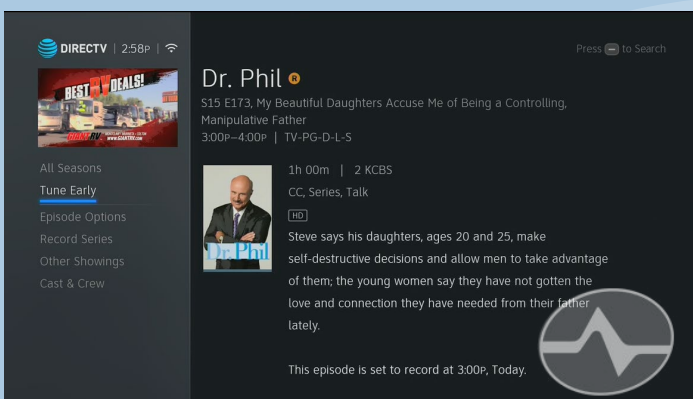 DIRECTV | 2:58P |
Press to Search
BEST RV DEALS!
GIANTRV
WWW.GIANTRV.COM
All Seasons
Tune Early
Episode Options
Record Series
Other Showings
Cast & Crew
Dr. Phil R
S15 E173, My Beautiful Daughters Accuse Me of Being a Controlling,
Manipulative Father
3:00P–4:00P | TV-PG-D-L-S
Dr. Phil
1h 00m | 2 KCBS
CC, Series, Talk
HD
Steve says his daughters, ages 20 and 25, make
self-destructive decisions and allow men to take advantage
of them; the young women say they have not gotten the
love and connection they have needed from their father
lately.
This episode is set to record at 3:00P, Today.